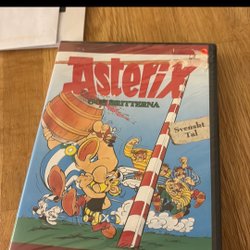 Asterix
OCH BRITTERNA
Svenskt
Tal